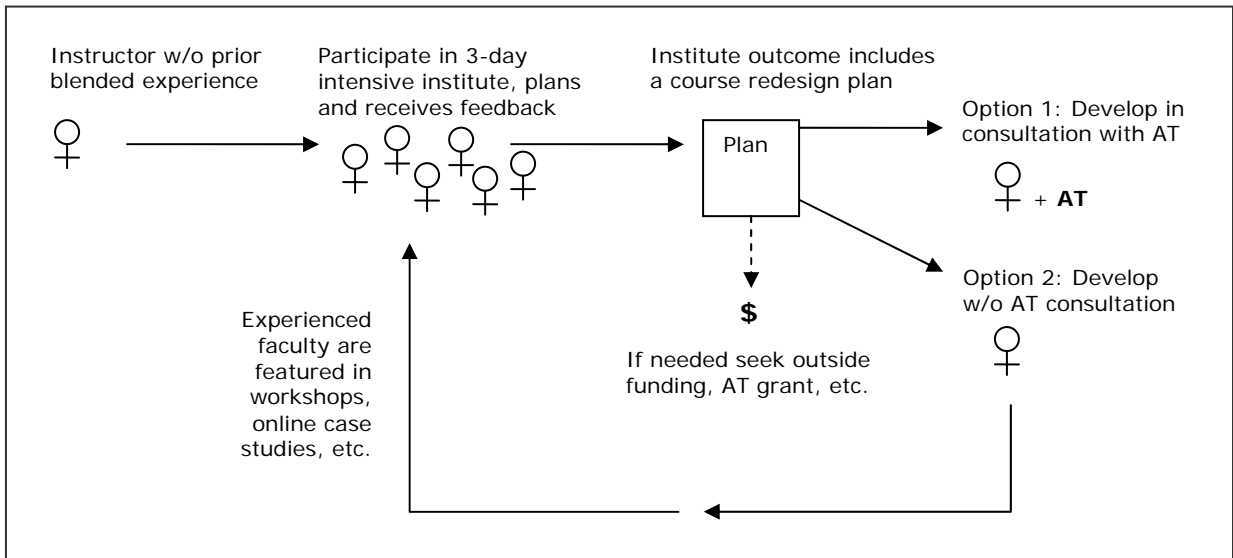 Instructor w/o prior
blended experience
Participate in 3-day
intensive institute, plans
and receives feedback
Institute outcome includes
a course redesign plan
Plan
Option 1: Develop in
consultation with AT
+ AT
Option 2: Develop
w/o AT consultation
$
If needed seek outside
funding, AT grant, etc.
Experienced
faculty are
featured in
workshops,
online case
studies, etc.